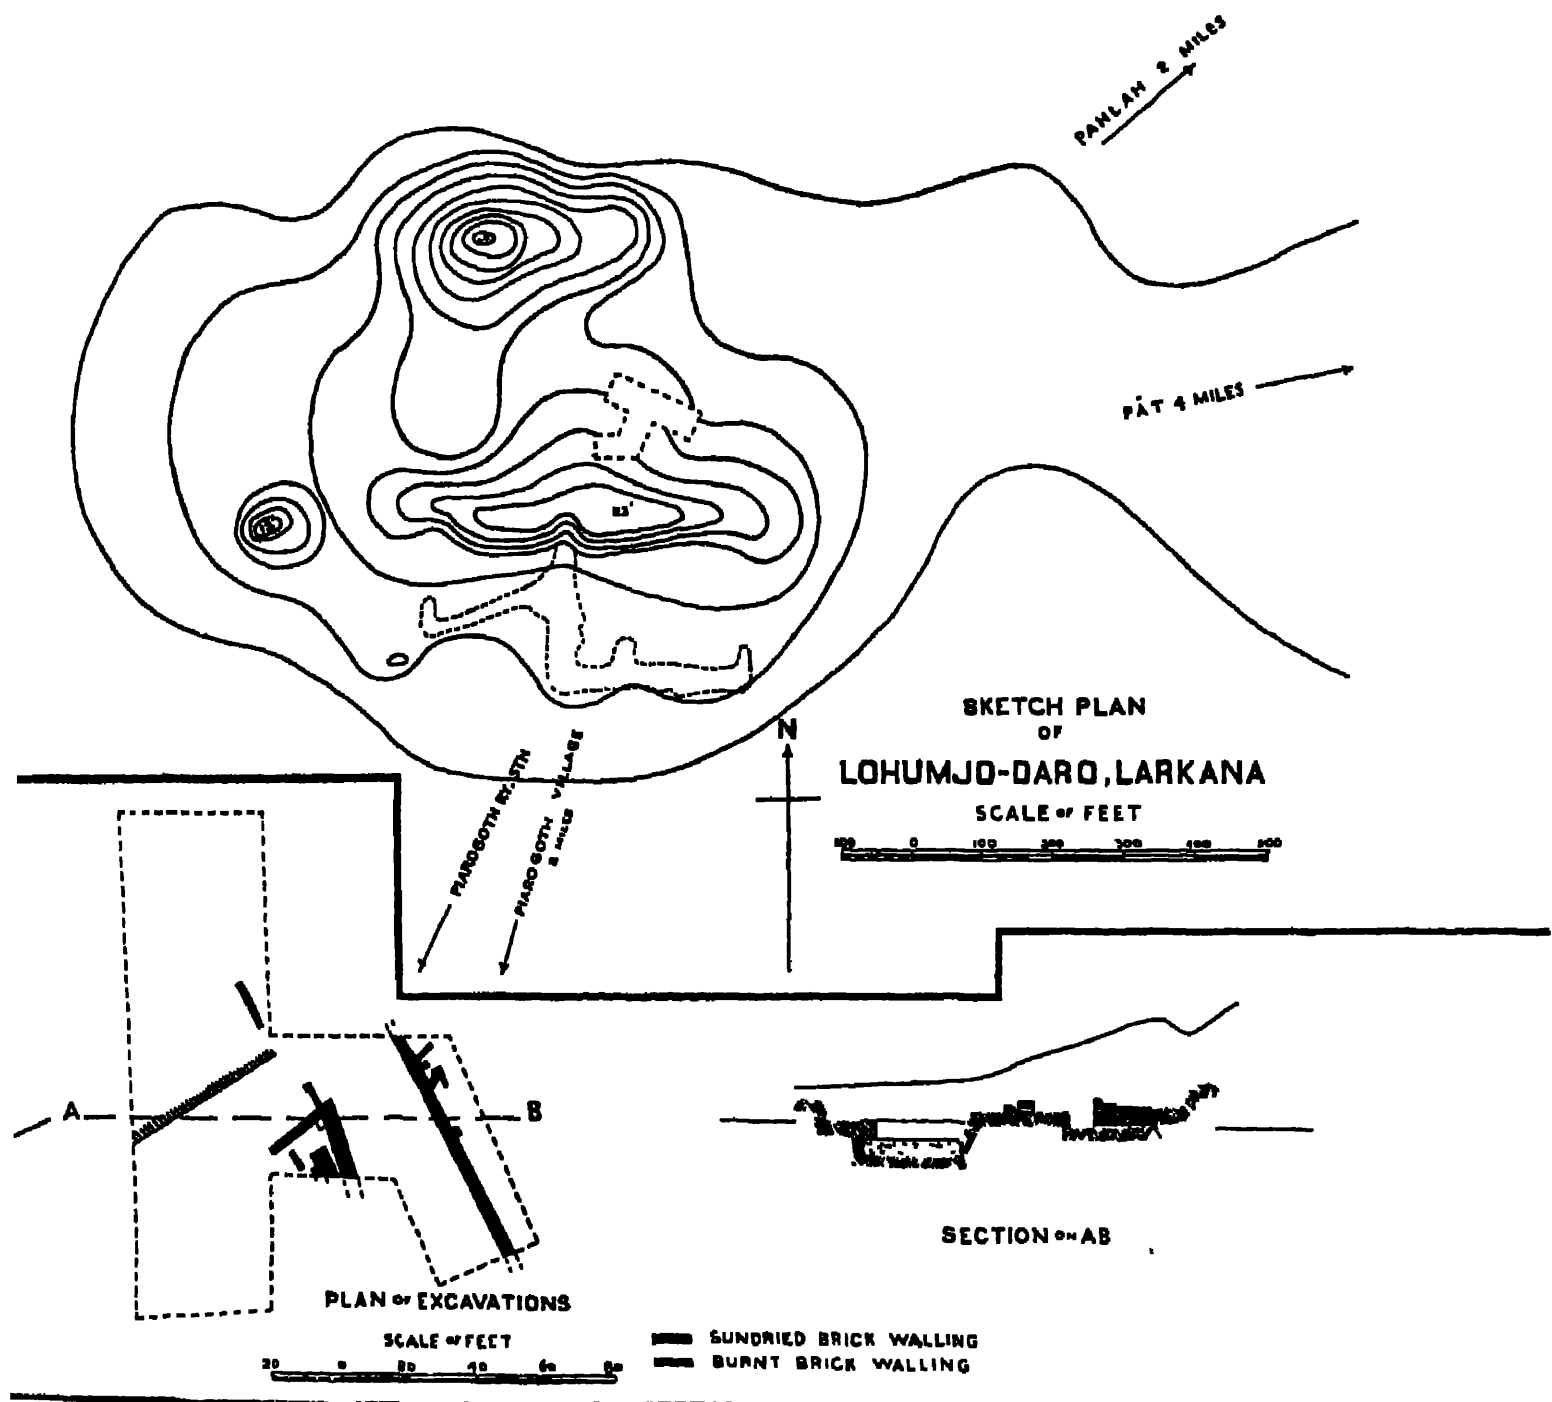 PAHLAH 2 MILES
PĀT 4 MILES
SKETCH PLAN
OF
LOHUMJO-DARO, LARKANA
SCALE OF FEET
100 0 100 200 300 400 500
N
PIAROGOTH RY. STN
PIAROGOTH VILLAGE
2 MILES
A B
PLAN OF EXCAVATIONS
SCALE OF FEET
20 0 20 40 60 80
SECTION ON AB
SUNDRIED BRICK WALLING
BURNT BRICK WALLING